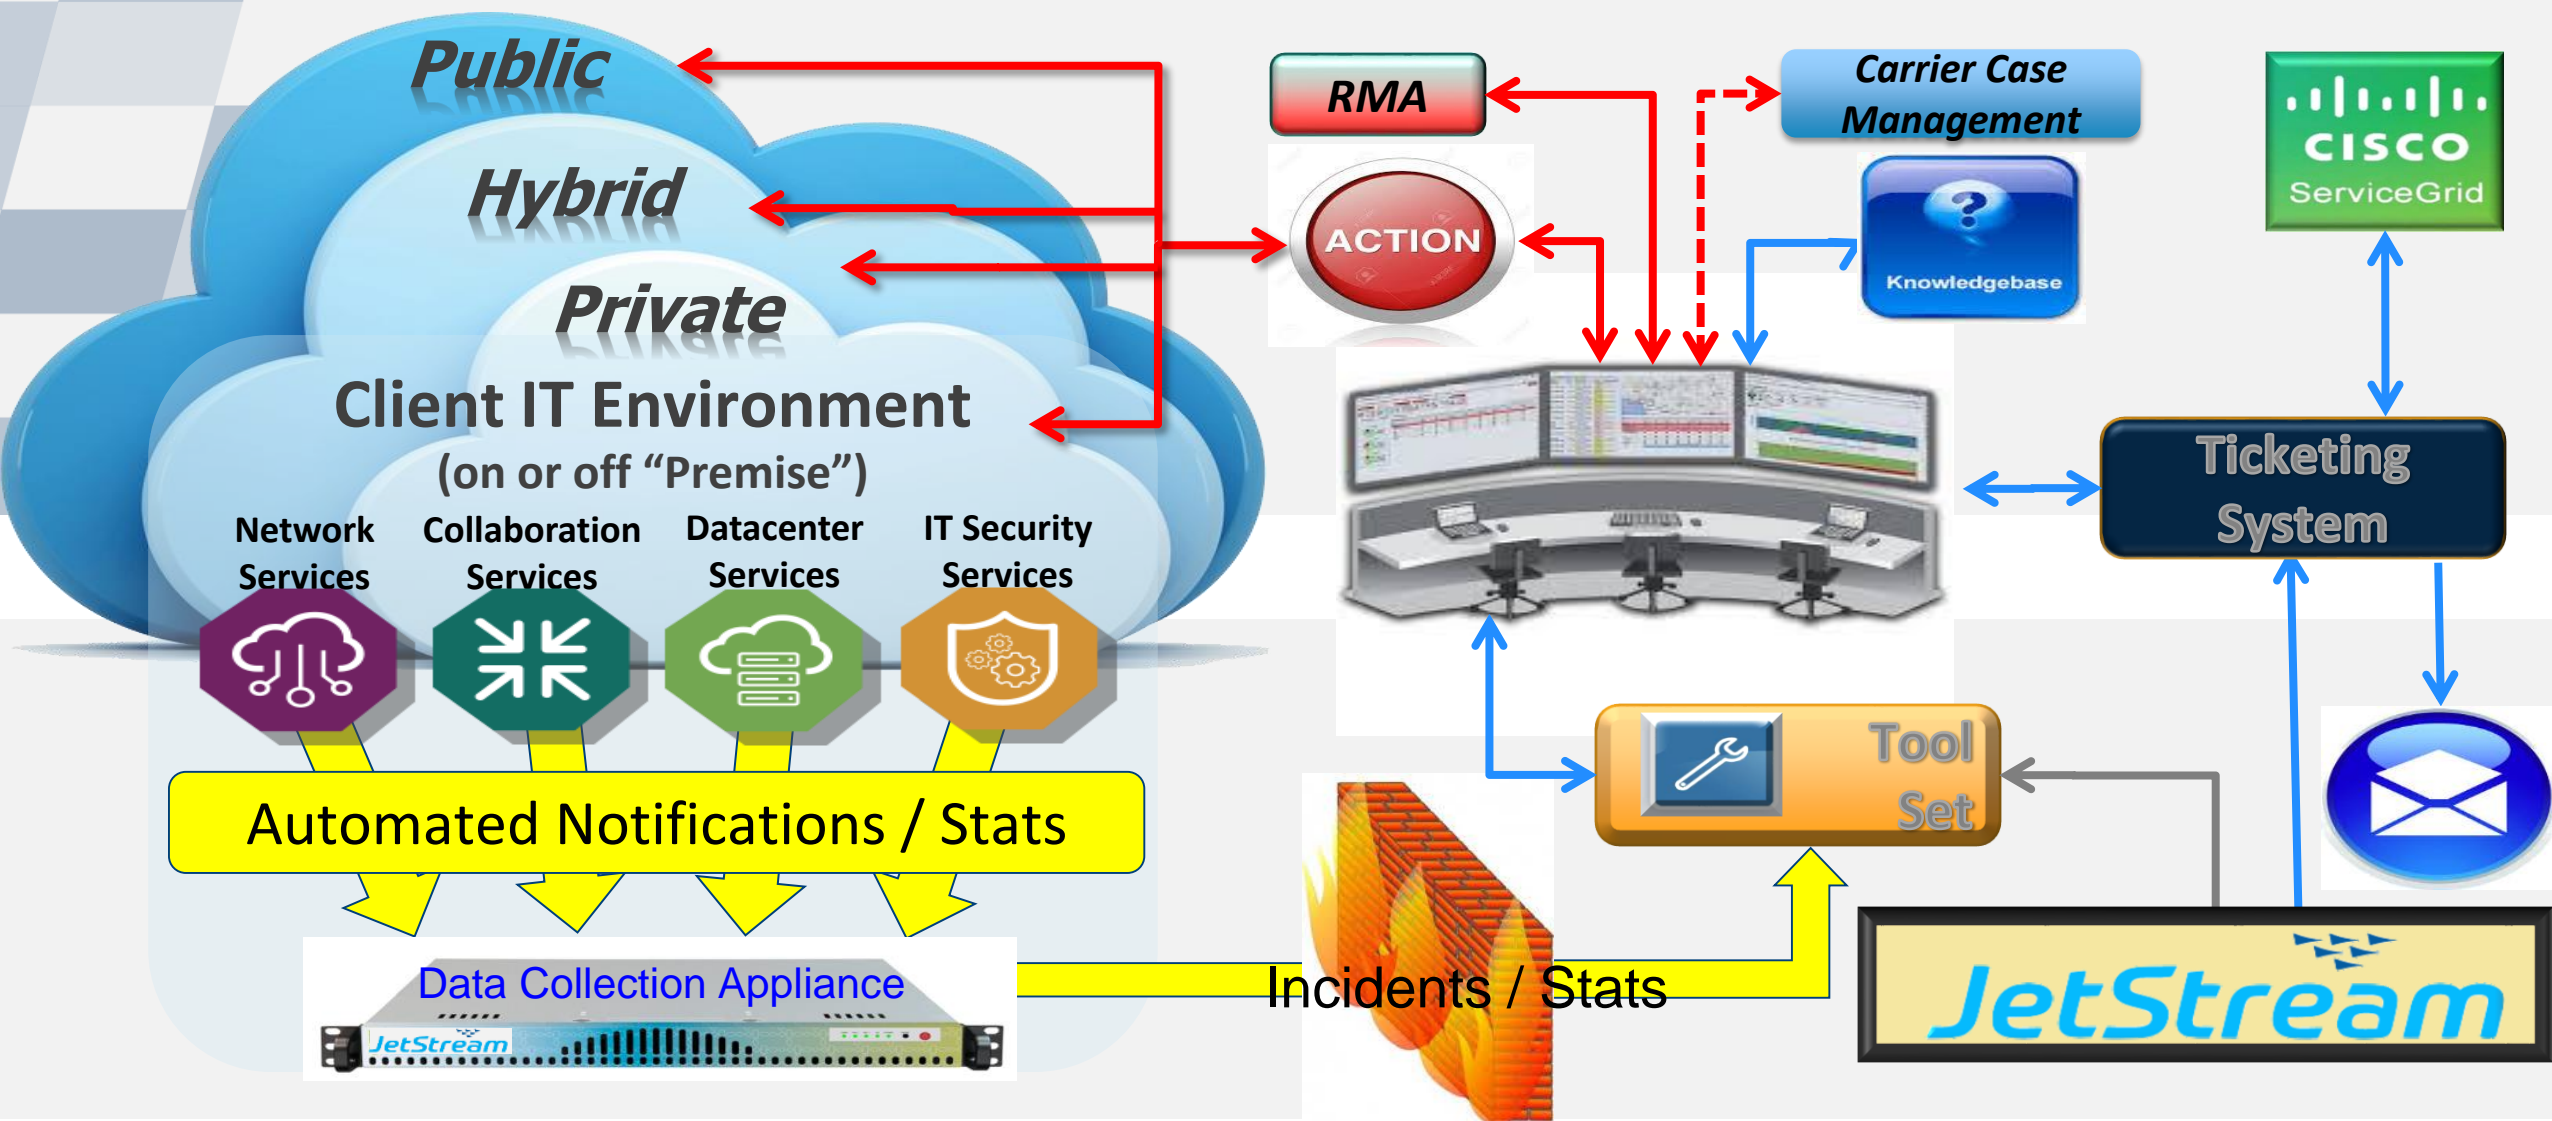 Public
Hybrid
Private
Client IT Environment
(on or off “Premise”)
Network
Services
Collaboration
Services
Datacenter
Services
IT Security
Services
Automated Notifications / Stats
Data Collection Appliance
JetStream
Incidents / Stats
RMA
ACTION
Carrier Case
Management
Knowledgebase
CISCO
ServiceGrid
Ticketing
System
Tool
Set
JetStream